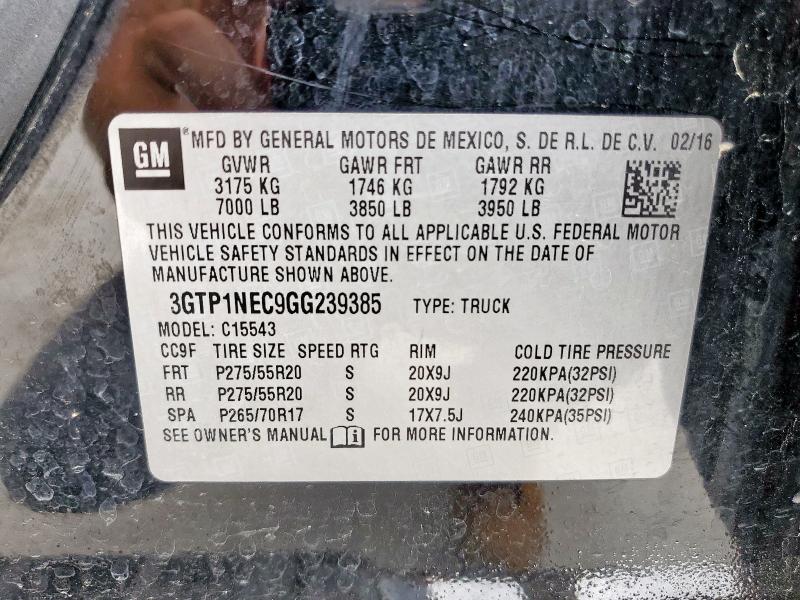 GM ® MFD BY GENERAL MOTORS DE MEXICO, S. DE R.L. DE C.V. 02/16
GVWR GAWR FRT GAWR RR
3175 KG 1746 KG 1792 KG
7000 LB 3850 LB 3950 LB
THIS VEHICLE CONFORMS TO ALL APPLICABLE U.S. FEDERAL MOTOR
VEHICLE SAFETY STANDARDS IN EFFECT ON THE DATE OF
MANUFACTURE SHOWN ABOVE.
3GTP1NEC9GG239385 TYPE: TRUCK
MODEL: C15543
CC9F TIRE SIZE SPEED RTG RIM COLD TIRE PRESSURE
FRT P275/55R20 S 20X9J 220KPA(32PSI)
RR P275/55R20 S 20X9J 220KPA(32PSI)
SPA P265/70R17 S 17X7.5J 240KPA(35PSI)
SEE OWNER'S MANUAL i FOR MORE INFORMATION.